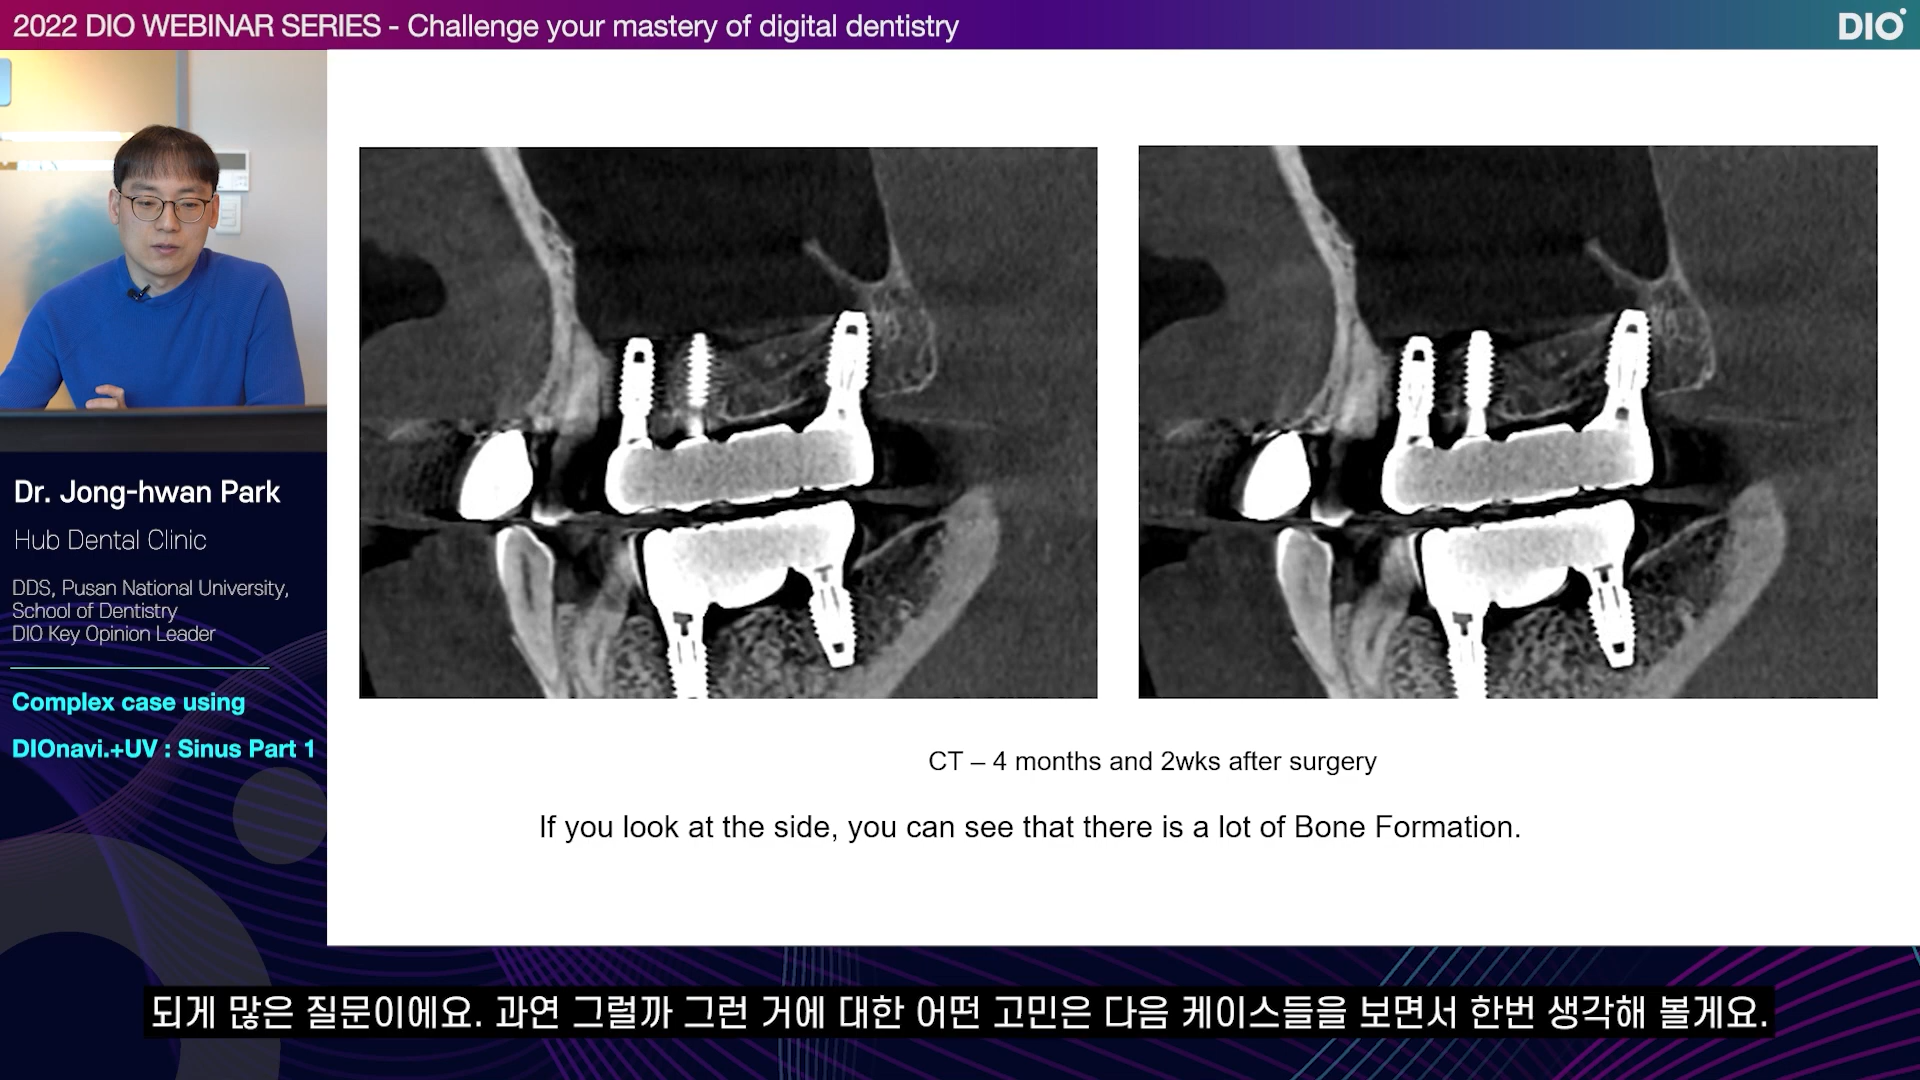 2022 DIO WEBINAR SERIES - Challenge your mastery of digital dentistry
DIO
Dr. Jong-hwan Park
Hub Dental Clinic
DDS, Pusan National University,
School of Dentistry
DIO Key Opinion Leader
Complex case using
DIOnavi.+UV : Sinus Part 1
CT – 4 months and 2wks after surgery
If you look at the side, you can see that there is a lot of Bone Formation.
되게 많은 질문이에요. 과연 그럴까 그런 거에 대한 어떤 고민은 다음 케이스들을 보면서 한번 생각해 볼게요.